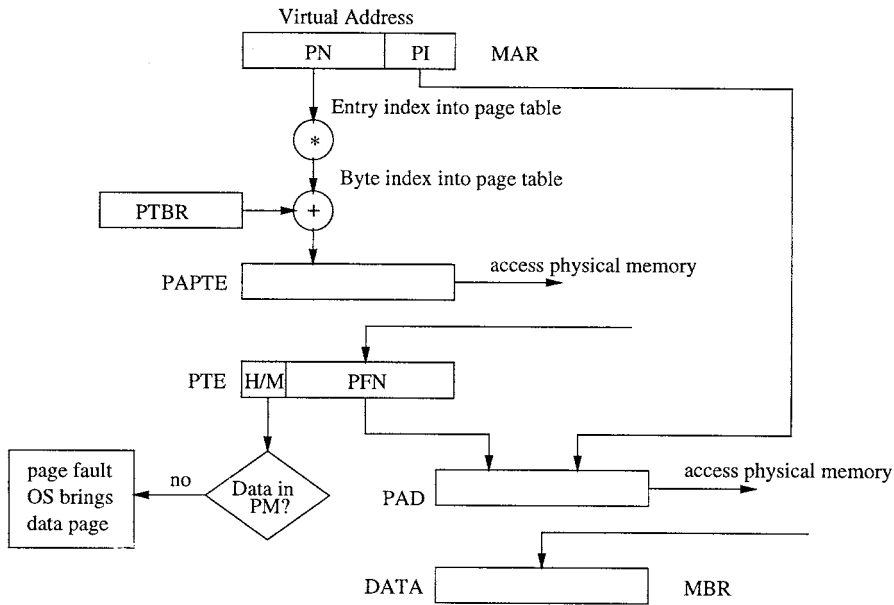 Virtual Address
PN PI MAR
Entry index into page table
*
Byte index into page table
PTBR +
PAPTE access physical memory
PTE H/M PFN
page fault
OS brings
data page
no
Data in
PM?
access physical memory
PAD
DATA MBR